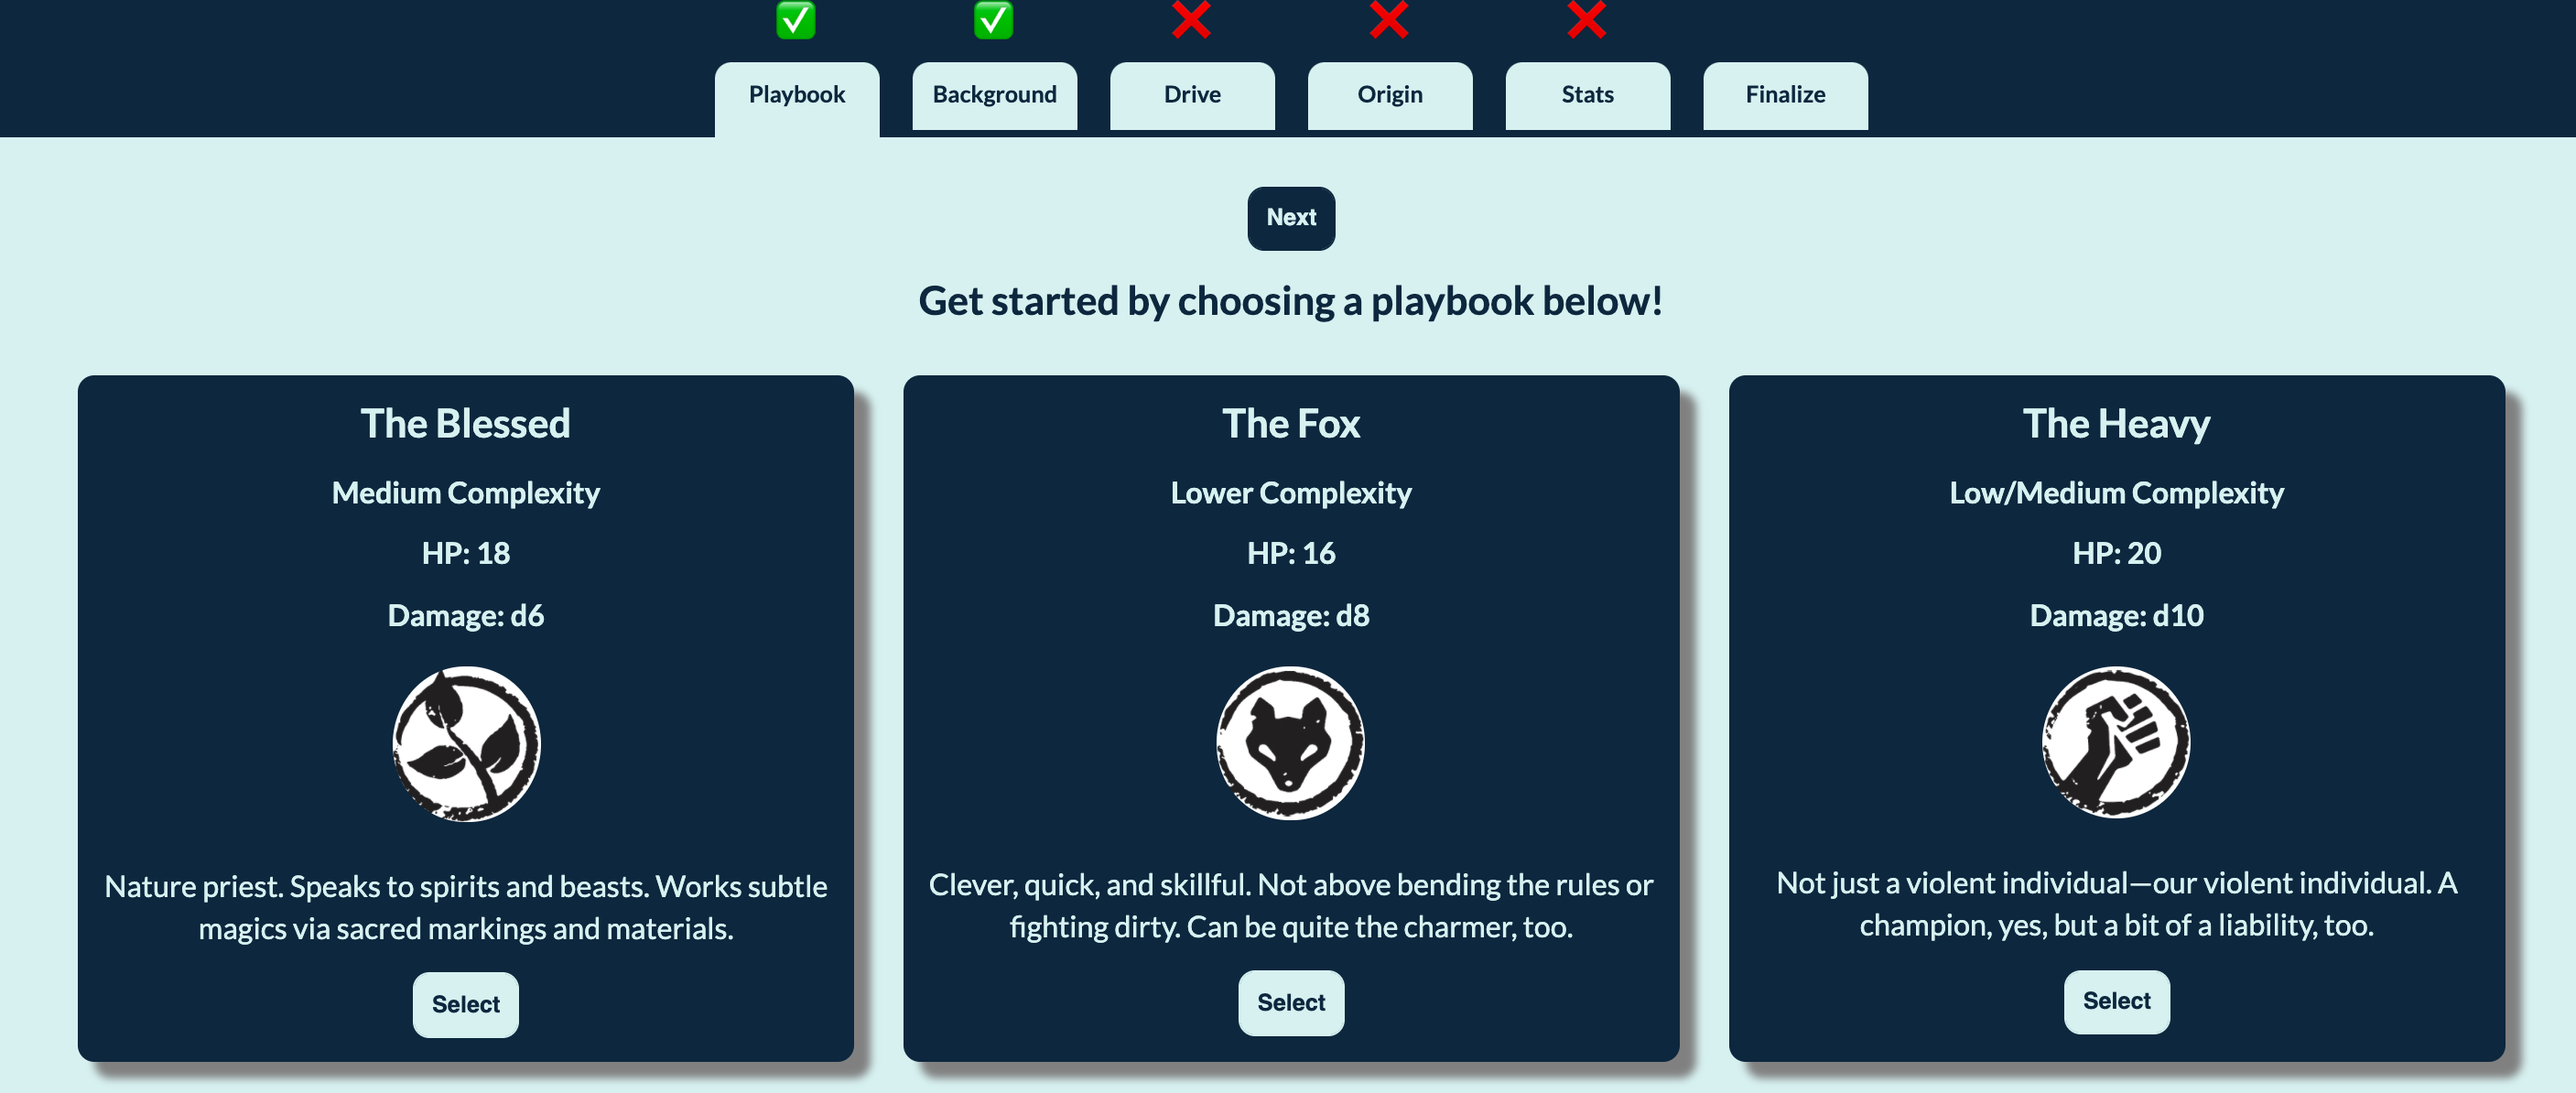 Playbook
Background
Drive
Origin
Stats
Finalize
Next
Get started by choosing a playbook below!
The Blessed
Medium Complexity
HP: 18
Damage: d6
Nature priest. Speaks to spirits and beasts. Works subtle
magics via sacred markings and materials.
Select
The Fox
Lower Complexity
HP: 16
Damage: d8
Clever, quick, and skillful. Not above bending the rules or
fighting dirty. Can be quite the charmer, too.
Select
The Heavy
Low/Medium Complexity
HP: 20
Damage: d10
Not just a violent individual—our violent individual. A
champion, yes, but a bit of a liability, too.
Select